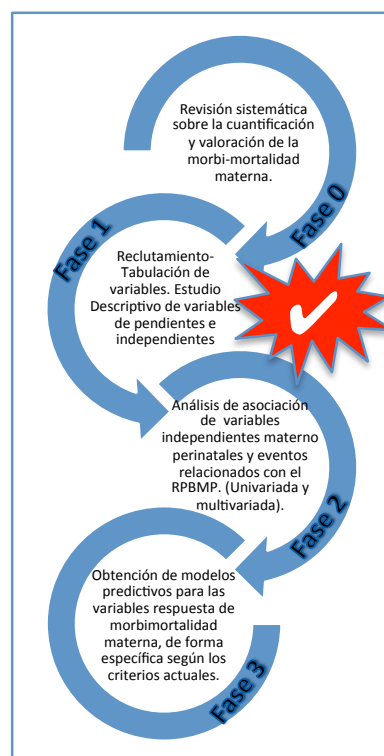 Revisión sistemática
sobre la cuantificación
y valoración de la
morbi-mortalidad
materna.
Fase 0
Fase 1
Reclutamiento-
Tabulación de
variables. Estudio
Descriptivo de variables
de pendientes e
independientes
Análisis de asociación
de variables
independientes materno
perinatales y eventos
relacionados con el
RPBMP. (Univariada y
multivariada).
Fase 2
Obtención de modelos
predictivos para las
variables respuesta de
morbimortalidad
materna, de forma
específica según los
criterios actuales.
Fase 3